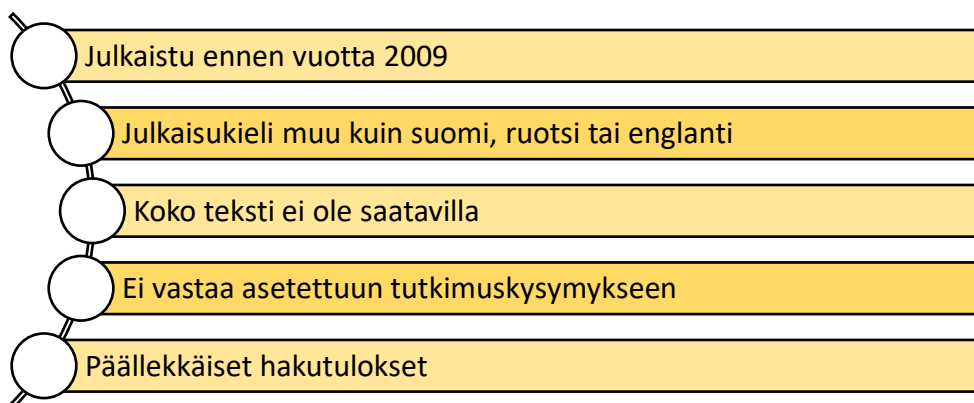 Julkaistu ennen vuotta 2009
Julkaisukieli muu kuin suomi, ruotsi tai englanti
Koko teksti ei ole saatavilla
Ei vastaa asetettuun tutkimuskysymykseen
Päällekkäiset hakutulokset